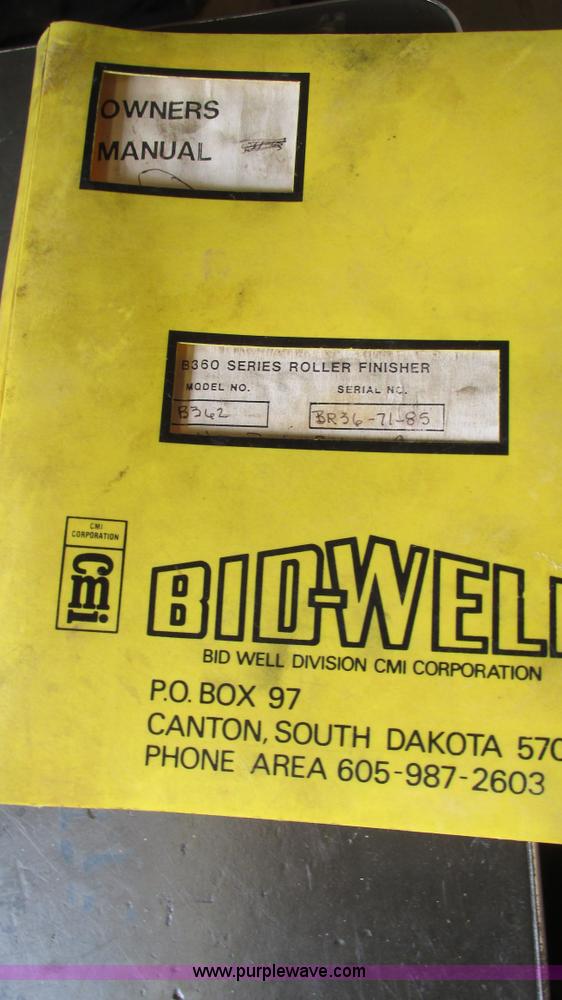 OWNERS
MANUAL
B360 SERIES ROLLER FINISHER
MODEL NO. SERIAL NO.
B362 BR36-71-85
CMI
CORPORATION
cmi
BID-WELL
BID WELL DIVISION CMI CORPORATION
P.O. BOX 97
CANTON, SOUTH DAKOTA 570
PHONE AREA 605-987-2603
www.purplewave.com